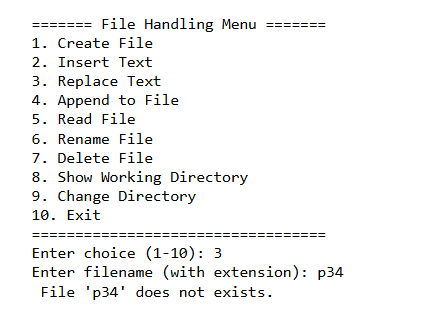 ======= File Handling Menu =======
1. Create File
2. Insert Text
3. Replace Text
4. Append to File
5. Read File
6. Rename File
7. Delete File
8. Show Working Directory
9. Change Directory
10. Exit
==================================
Enter choice (1-10): 3
Enter filename (with extension): p34
 File 'p34' does not exists.